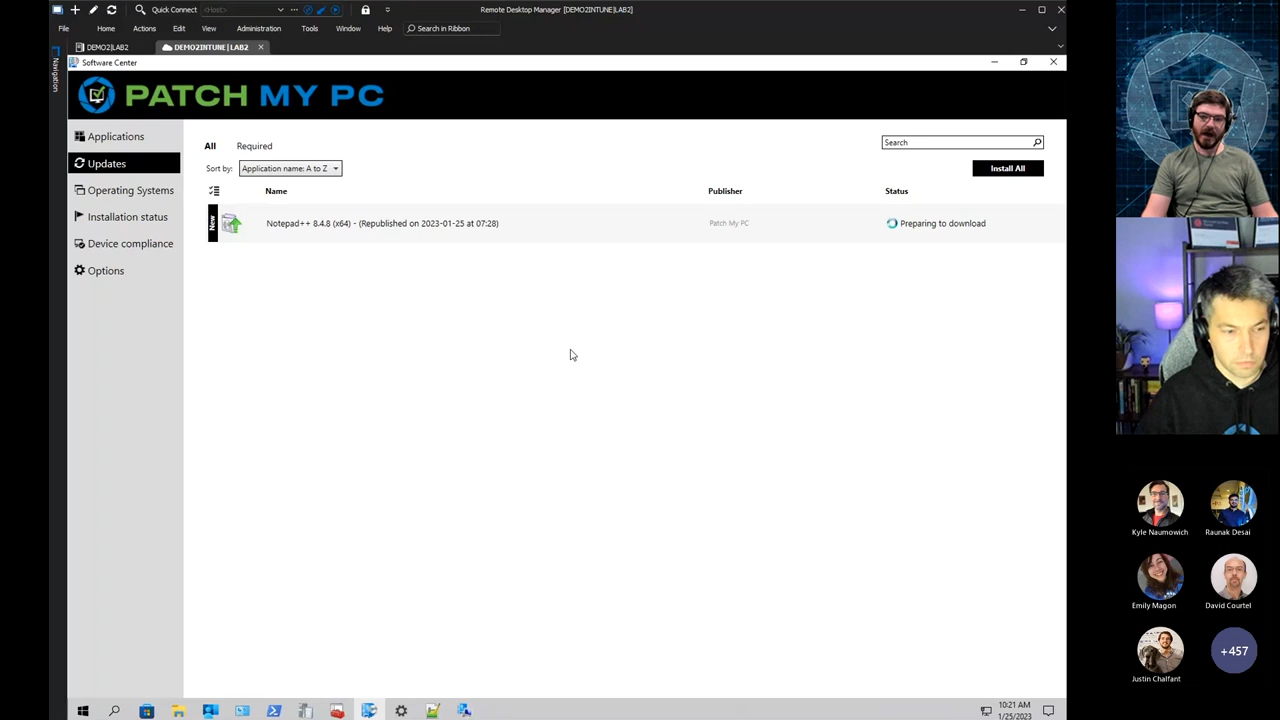 Quick Connect <Host> Remote Desktop Manager [DEMO2INTUNE|LAB2]
File Home Actions Edit View Administration Tools Window Help Search in Ribbon
DEMO2|LAB2 DEMO2INTUNE|LAB2
Navigation
Software Center
PATCH MY PC
Applications
Updates
Operating Systems
Installation status
Device compliance
Options
All Required Search
Sort by: Application name: A to Z Install All
Name Publisher Status
New Notepad++ 8.4.8 (x64) - (Republished on 2023-01-25 at 07:28) Patch My PC Preparing to download
Kyle Naumowich Raunak Desai
Emily Magon David Courtel
Justin Chalfant +457
10:21 AM
1/25/2023